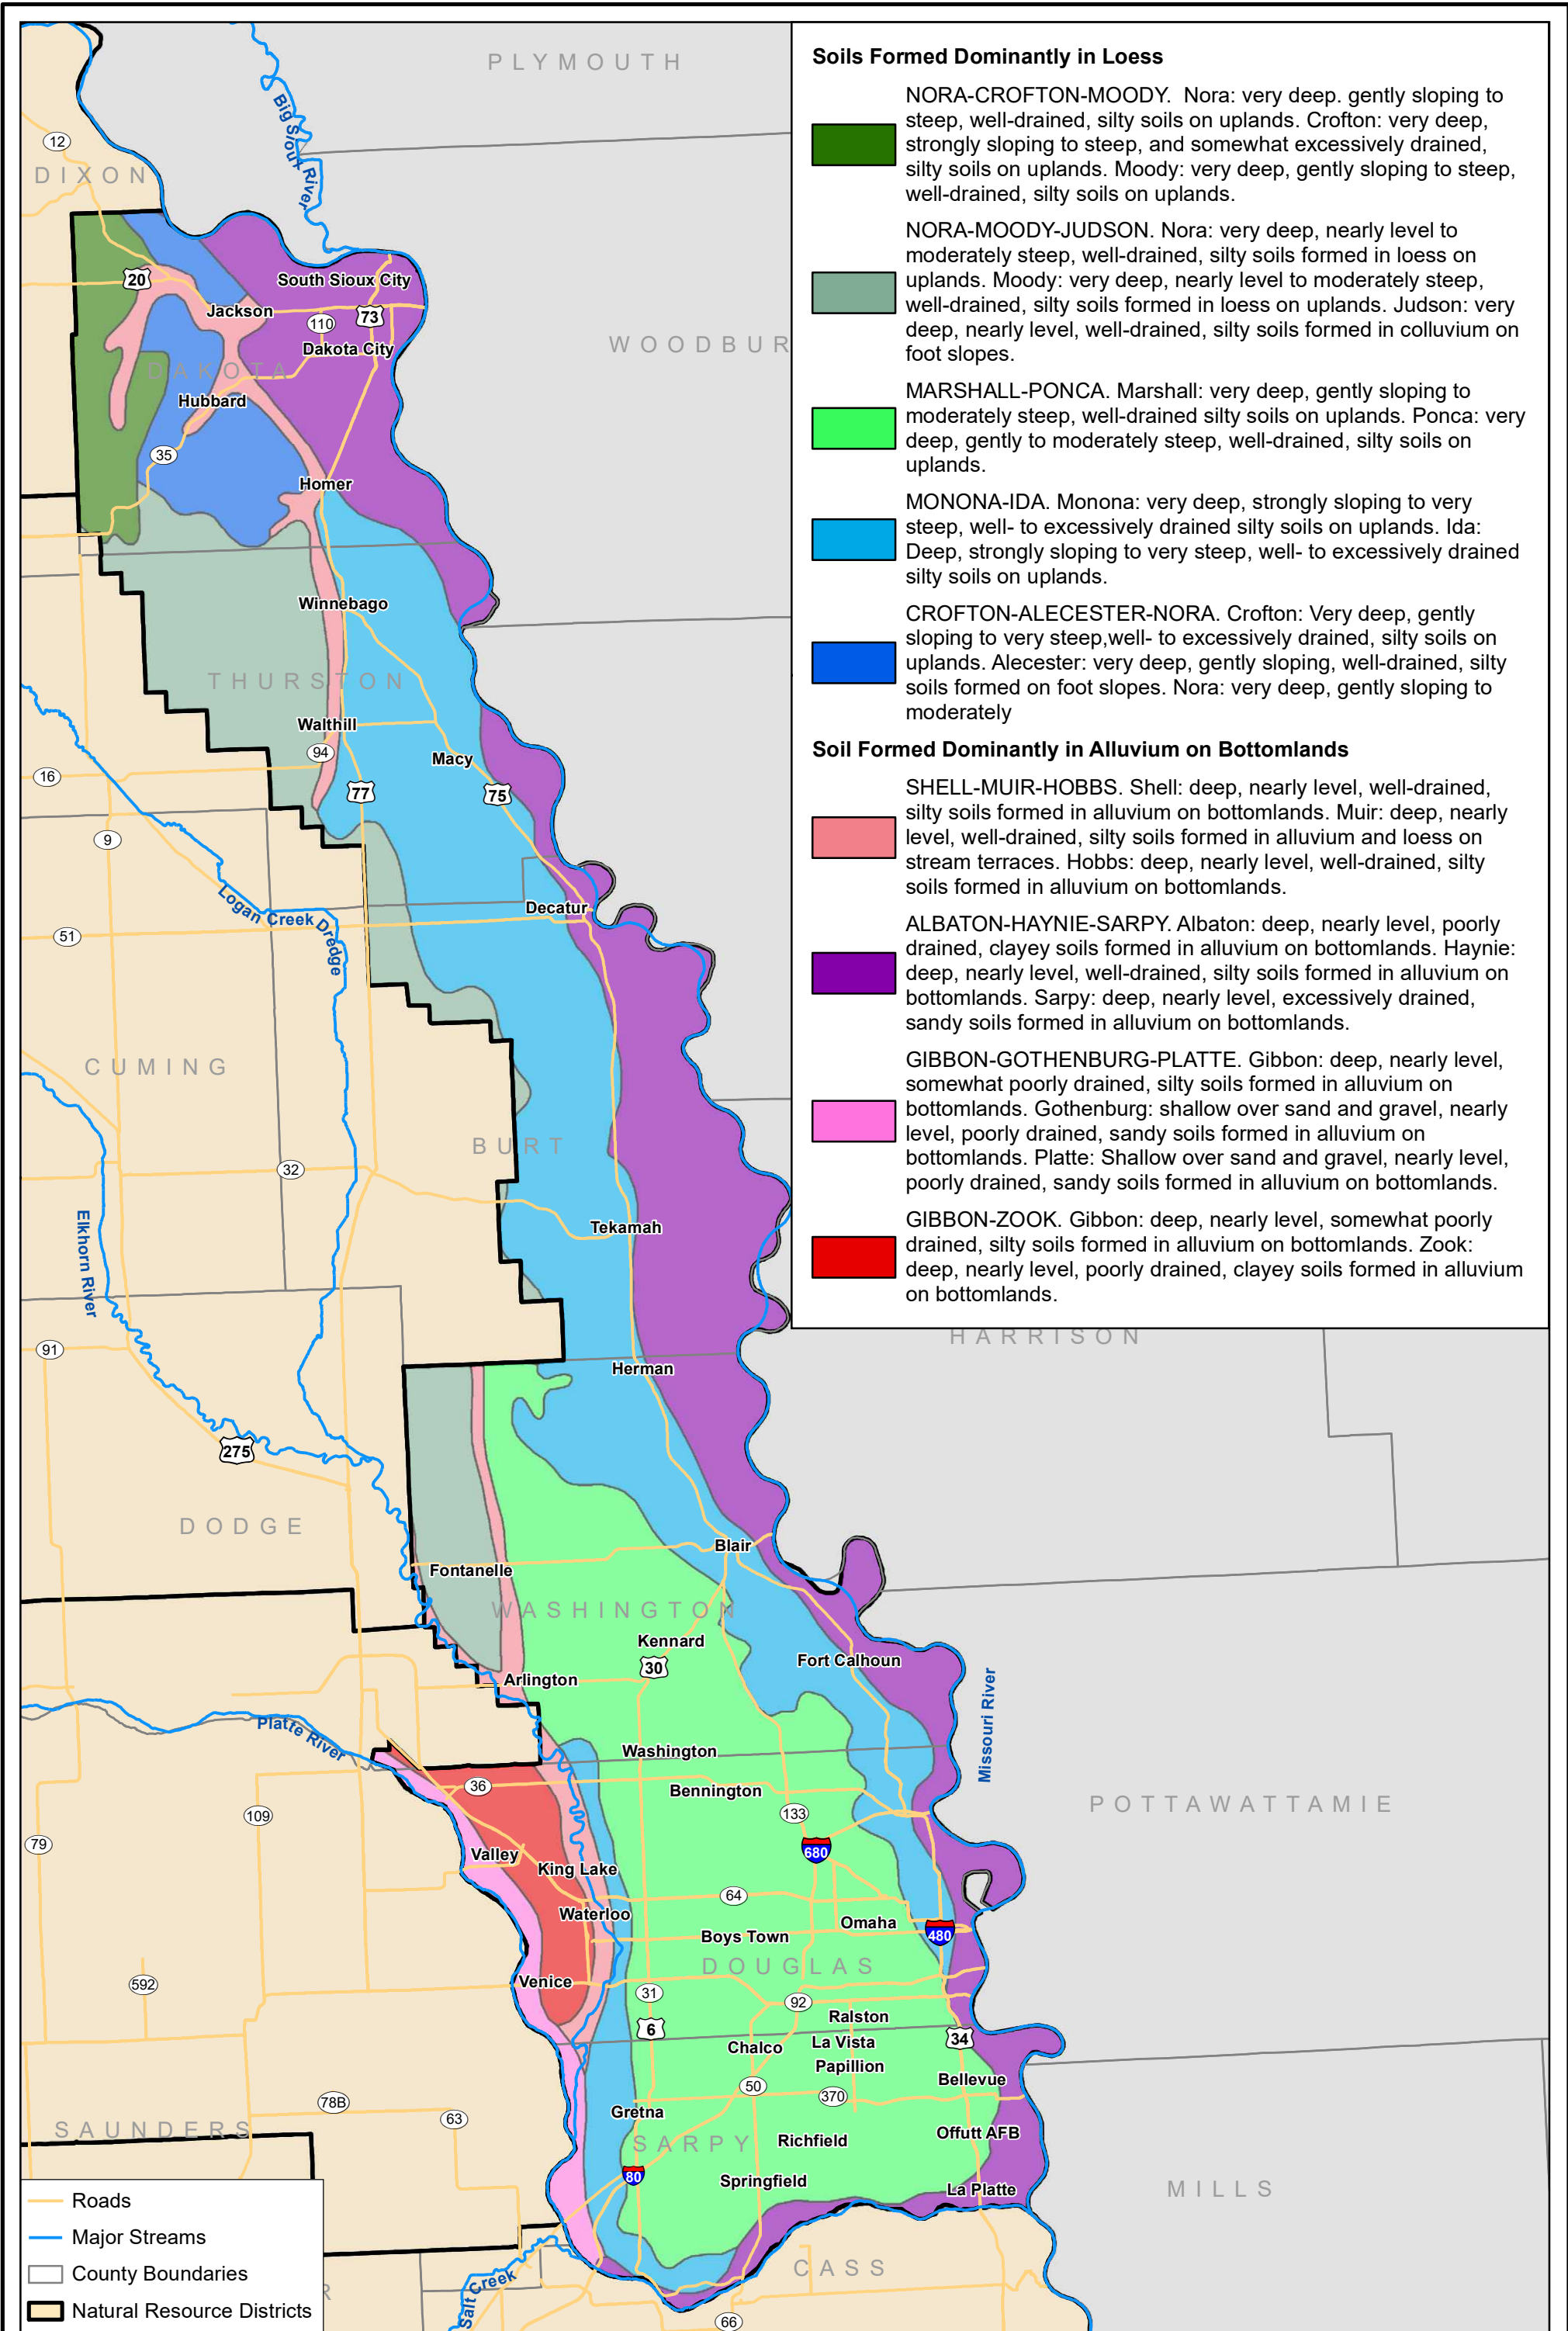 Soils Formed Dominantly in Loess
NORA-CROFTON-MOODY. Nora: very deep. gently sloping to
steep, well-drained, silty soils on uplands. Crofton: very deep,
strongly sloping to steep, and somewhat excessively drained,
silty soils on uplands. Moody: very deep, gently sloping to steep,
well-drained, silty soils on uplands.
NORA-MOODY-JUDSON. Nora: very deep, nearly level to
moderately steep, well-drained, silty soils formed in loess on
uplands. Moody: very deep, nearly level to moderately steep,
well-drained, silty soils formed in loess on uplands. Judson: very
deep, nearly level, well-drained, silty soils formed in colluvium on
foot slopes.
MARSHALL-PONCA. Marshall: very deep, gently sloping to
moderately steep, well-drained silty soils on uplands. Ponca: very
deep, gently to moderately steep, well-drained, silty soils on
uplands.
MONONA-IDA. Monona: very deep, strongly sloping to very
steep, well- to excessively drained silty soils on uplands. Ida:
Deep, strongly sloping to very steep, well- to excessively drained
silty soils on uplands.
CROFTON-ALECESTER-NORA. Crofton: Very deep, gently
sloping to very steep,well- to excessively drained, silty soils on
uplands. Alecester: very deep, gently sloping, well-drained, silty
soils formed on foot slopes. Nora: very deep, gently sloping to
moderately
Soil Formed Dominantly in Alluvium on Bottomlands
SHELL-MUIR-HOBBS. Shell: deep, nearly level, well-drained,
silty soils formed in alluvium on bottomlands. Muir: deep, nearly
level, well-drained, silty soils formed in alluvium and loess on
stream terraces. Hobbs: deep, nearly level, well-drained, silty
soils formed in alluvium on bottomlands.
ALBATON-HAYNIE-SARPY. Albaton: deep, nearly level, poorly
drained, clayey soils formed in alluvium on bottomlands. Haynie:
deep, nearly level, well-drained, silty soils formed in alluvium on
bottomlands. Sarpy: deep, nearly level, excessively drained,
sandy soils formed in alluvium on bottomlands.
GIBBON-GOTHENBURG-PLATTE. Gibbon: deep, nearly level,
somewhat poorly drained, silty soils formed in alluvium on
bottomlands. Gothenburg: shallow over sand and gravel, nearly
level, poorly drained, sandy soils formed in alluvium on
bottomlands. Platte: Shallow over sand and gravel, nearly level,
poorly drained, sandy soils formed in alluvium on bottomlands.
GIBBON-ZOOK. Gibbon: deep, nearly level, somewhat poorly
drained, silty soils formed in alluvium on bottomlands. Zook:
deep, nearly level, poorly drained, clayey soils formed in alluvium
on bottomlands.
PLYMOUTH
Big Sioux River
12
DIXON
20
South Sioux City
Jackson
110
73
WOODBUR
Dakota City
DAKOTA
Hubbard
35
Homer
Winnebago
THURSTON
Walthill
94
Macy
16
77
75
9
Logan Creek Dredge
Decatur
51
CUMING
BURT
32
Elkhorn River
Tekamah
HARRISON
91
Herman
275
DODGE
Blair
Fontanelle
WASHINGTON
Kennard
30
Fort Calhoun
Arlington
Missouri River
Platte River
Washington
36
Bennington
POTTAWATTAMIE
109
133
79
680
Valley
King Lake
64
Waterloo
Omaha
480
Boys Town
DOUGLAS
Venice
592
31
92
Ralston
6
34
La Vista
Chalco
Papillion
Bellevue
50
370
78B
63
Gretna
SAUNDERS
Offutt AFB
Richfield
SARPY
80
Springfield
La Platte
MILLS
CASS
Salt Creek
R
66
Roads
Major Streams
County Boundaries
Natural Resource Districts